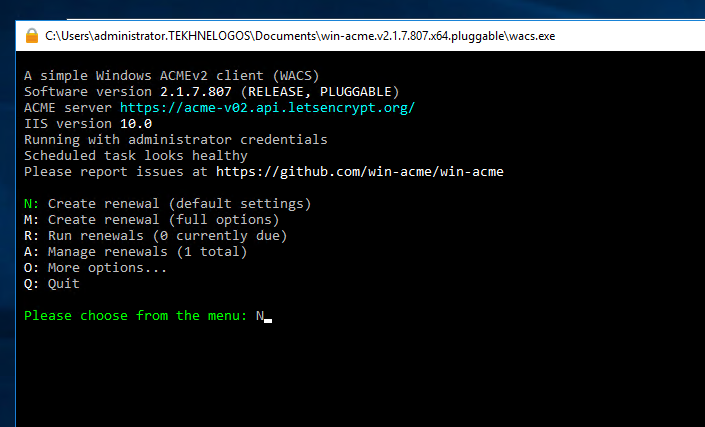 C:\Users\administrator.TEKHNELOGOS\Documents\win-acme.v2.1.7.807.x64.pluggable\wacs.exe
A simple Windows ACMEv2 client (WACS)
Software version 2.1.7.807 (RELEASE, PLUGGABLE)
ACME server https://acme-v02.api.letsencrypt.org/
IIS version 10.0
Running with administrator credentials
Scheduled task looks healthy
Please report issues at https://github.com/win-acme/win-acme
N: Create renewal (default settings)
M: Create renewal (full options)
R: Run renewals (0 currently due)
A: Manage renewals (1 total)
O: More options...
Q: Quit
Please choose from the menu: N